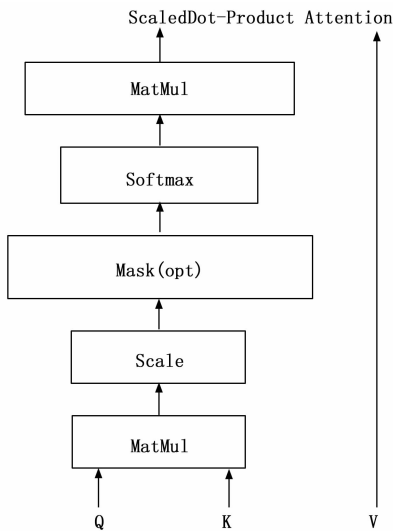 ScaledDot-Product Attention
MatMul
Softmax
Mask(opt)
Scale
MatMul
Q K V